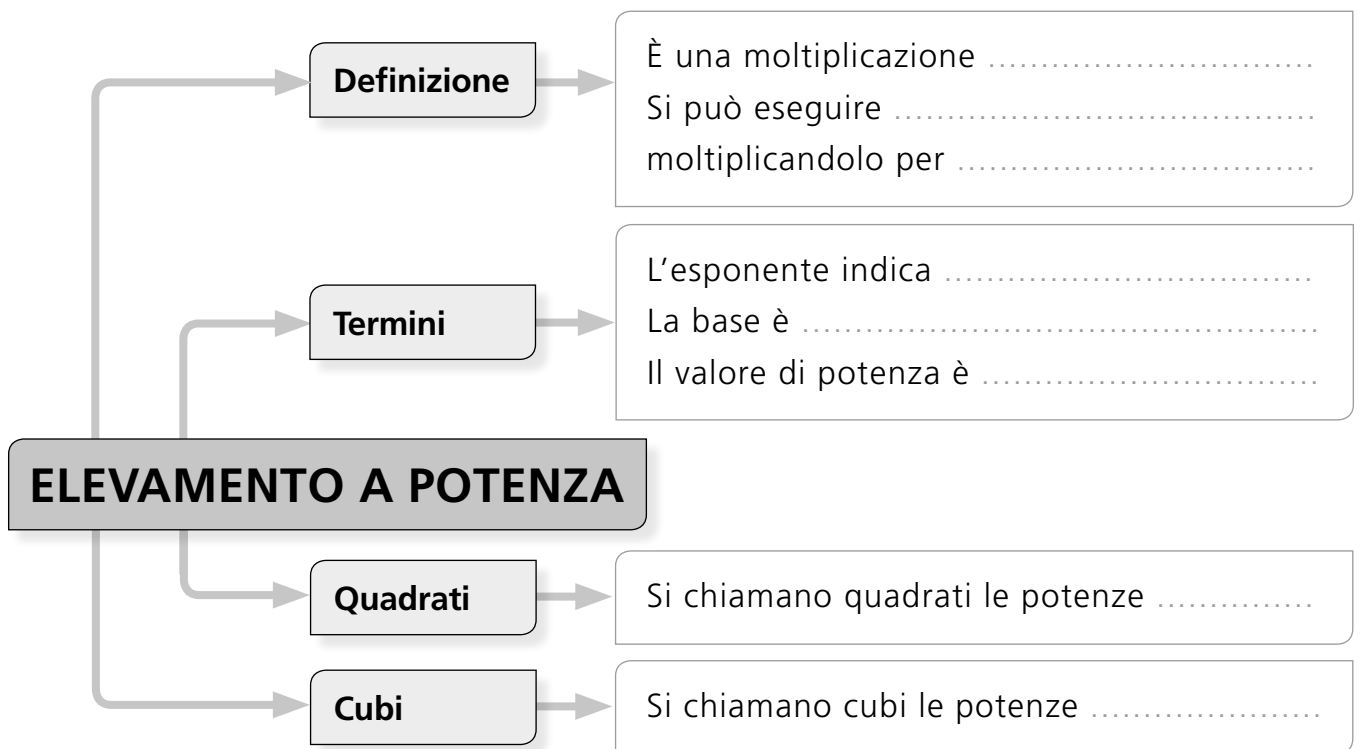 Definizione
È una moltiplicazione ...............................
Si può eseguire ........................................
moltiplicandolo per ..................................
Termini
L’esponente indica ...................................
La base è .................................................
Il valore di potenza è ................................
ELEVAMENTO A POTENZA
Quadrati
Si chiamano quadrati le potenze ...............
Cubi
Si chiamano cubi le potenze ......................